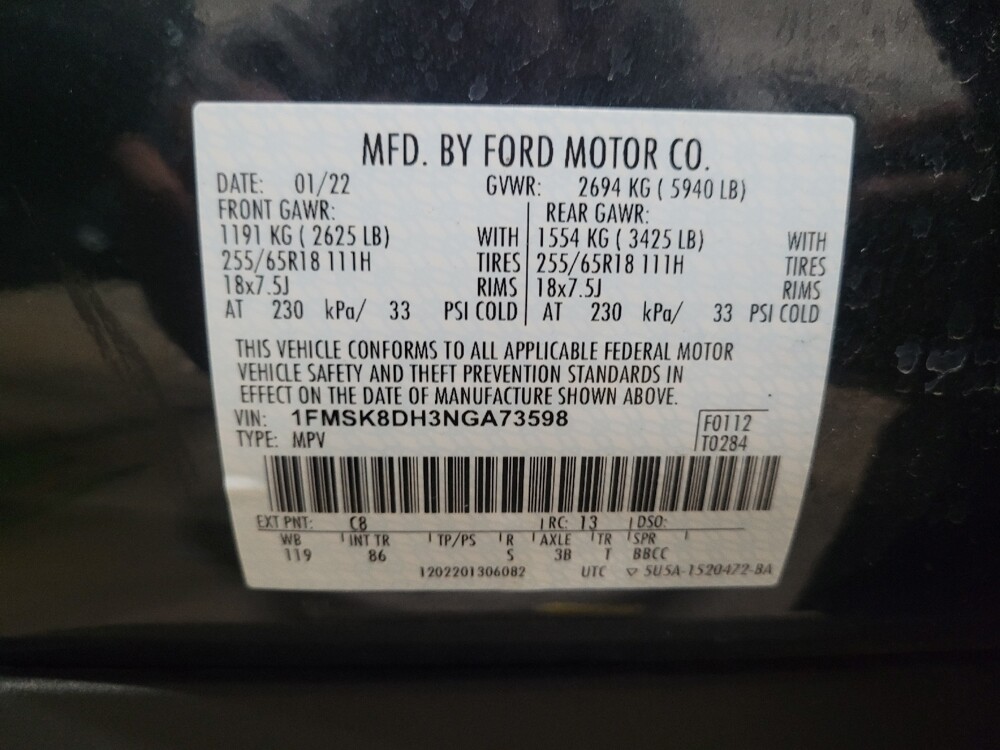 MFD. BY FORD MOTOR CO.
DATE: 01/22 GVWR: 2694 KG ( 5940 LB)
FRONT GAWR: REAR GAWR:
1191 KG ( 2625 LB) WITH 1554 KG ( 3425 LB) WITH
255/65R18 111H TIRES 255/65R18 111H TIRES
18x7.5J RIMS 18x7.5J RIMS
AT 230 kPa/ 33 PSI COLD AT 230 kPa/ 33 PSI COLD
THIS VEHICLE CONFORMS TO ALL APPLICABLE FEDERAL MOTOR
VEHICLE SAFETY AND THEFT PREVENTION STANDARDS IN
EFFECT ON THE DATE OF MANUFACTURE SHOWN ABOVE.
VIN: 1FMSK8DH3NGA73598 F0112
TYPE: MPV T0284
EXT PNT: C8 RC: 13 DSO:
WB INT TR TP/PS R AXLE TR SPR
119 86 S 3B T BBCC
1202201306082 UTC ▽ 5U5A-1520472-BA